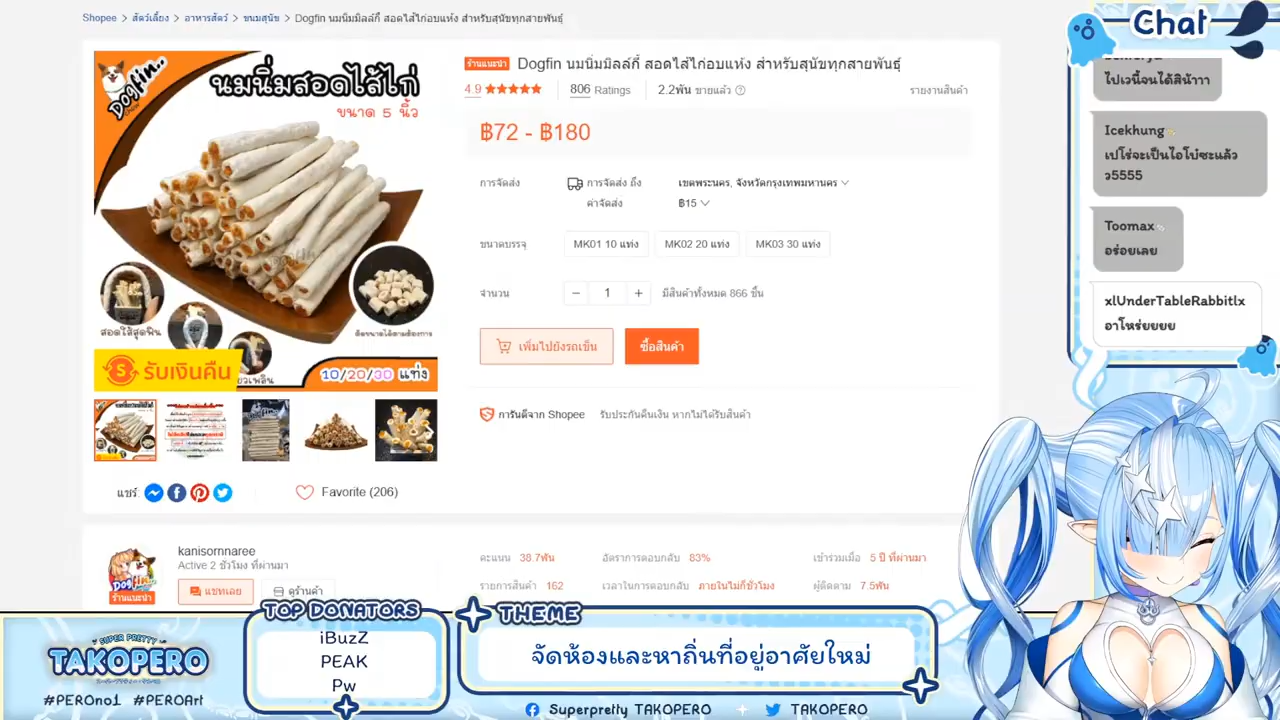 Shopee > สัตว์เลี้ยง > อาหารสัตว์ > ขนมสุนัข > Dogfin นมนิ่มมิลล์กี้ สอดไส้ไก่อบแห้ง สำหรับสุนัขทุกสายพันธุ์
Dogfin.
นมนิ่มสอดไส้ไก่
ขนาด 5 นิ้ว
สอดไส้สุดฟิน
รับเงินคืน
10/20/30 แท่ง
แชร์:
Favorite (206)
ร้านแนะนำ Dogfin นมนิ่มมิลล์กี้ สอดไส้ไก่อบแห้ง สำหรับสุนัขทุกสายพันธุ์
4.9 806 Ratings 2.2พัน ขายแล้ว รายงานสินค้า
฿72 - ฿180
การจัดส่ง การจัดส่ง ถึง เขตพระนคร, จังหวัดกรุงเทพมหานคร
ค่าจัดส่ง ฿15
ขนาดบรรจุ MK01 10 แท่ง MK02 20 แท่ง MK03 30 แท่ง
จำนวน 1 มีสินค้าทั้งหมด 866 ชิ้น
เพิ่มไปยังรถเข็น ซื้อสินค้า
การันตีจาก Shopee รับประกันคืนเงิน หากไม่ได้รับสินค้า
kanisornnaree
Active 2 ชั่วโมง ที่ผ่านมา
ร้านแนะนำ
แชทเลย ดูร้านค้า
คะแนน 38.7พัน อัตราการตอบกลับ 83% เข้าร่วมเมื่อ 5 ปี ที่ผ่านมา
รายการสินค้า 162 เวลาในการตอบกลับ ภายในไม่กี่ชั่วโมง ผู้ติดตาม 7.5พัน
Chat
ไปเวนี้จนได้สิน้าาา
Icekhung
เปโร่จะเป็นไอโบ๋ซะแล้ว
ว5555
Toomax
อร่อยเลย
xlUnderTableRabbitlx
อาโหร่ยยยย
SUPER PRETTY
TAKOPERO
#PEROno1 #PEROArt
TOP DONATORS
iBuzZ
PEAK
Pw
THEME
จัดห้องและหาถิ่นที่อยู่อาศัยใหม่
Superpretty TAKOPERO TAKOPERO